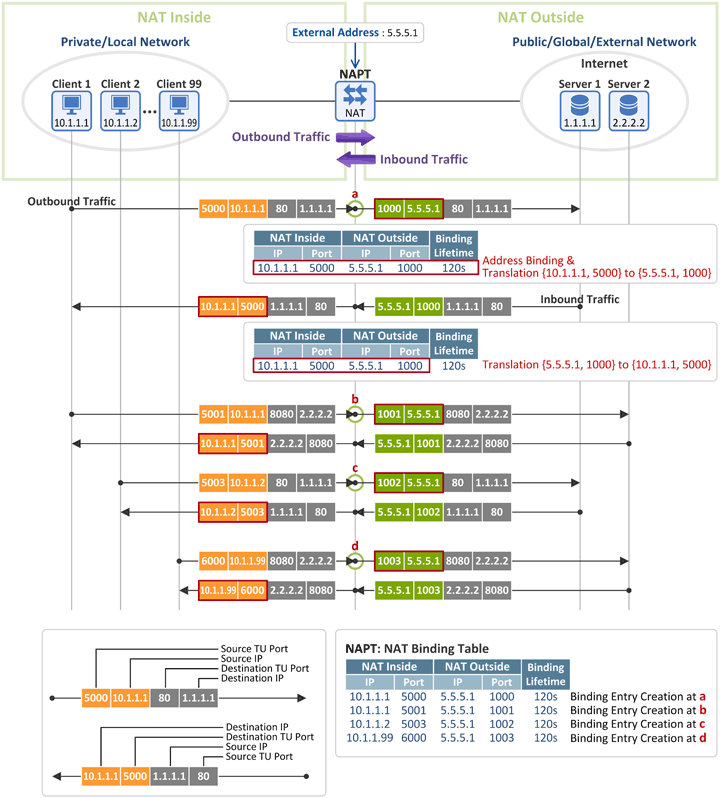 NAT Inside
NAT Outside
External Address : 5.5.5.1
Private/Local Network
Public/Global/External Network
Internet
NAPT
Client 1
Client 2
Client 99
Server 1
Server 2
...
NAT
10.1.1.1
10.1.1.2
10.1.1.99
1.1.1.1
2.2.2.2
Outbound Traffic
Inbound Traffic
a
Outbound Traffic
5000 10.1.1.1 80 1.1.1.1
1000 5.5.5.1 80 1.1.1.1
NAT Inside NAT Outside Binding Lifetime
IP Port IP Port
10.1.1.1 5000 5.5.5.1 1000 120s
Address Binding &
Translation {10.1.1.1, 5000} to {5.5.5.1, 1000}
Inbound Traffic
10.1.1.1 5000 1.1.1.1 80
5.5.5.1 1000 1.1.1.1 80
NAT Inside NAT Outside Binding Lifetime
IP Port IP Port
10.1.1.1 5000 5.5.5.1 1000 120s
Translation {5.5.5.1, 1000} to {10.1.1.1, 5000}
b
5001 10.1.1.1 8080 2.2.2.2
1001 5.5.5.1 8080 2.2.2.2
10.1.1.1 5001 2.2.2.2 8080
5.5.5.1 1001 2.2.2.2 8080
c
5003 10.1.1.2 80 1.1.1.1
1002 5.5.5.1 80 1.1.1.1
10.1.1.2 5003 1.1.1.1 80
5.5.5.1 1002 1.1.1.1 80
d
6000 10.1.1.99 8080 2.2.2.2
1003 5.5.5.1 8080 2.2.2.2
10.1.1.99 6000 2.2.2.2 8080
5.5.5.1 1003 2.2.2.2 8080
Source TU Port
Source IP
Destination TU Port
Destination IP
5000 10.1.1.1 80 1.1.1.1
Destination IP
Destination TU Port
Source IP
Source TU Port
10.1.1.1 5000 1.1.1.1 80
NAPT: NAT Binding Table
NAT Inside NAT Outside Binding Lifetime
IP Port IP Port
10.1.1.1 5000 5.5.5.1 1000 120s Binding Entry Creation at a
10.1.1.1 5001 5.5.5.1 1001 120s Binding Entry Creation at b
10.1.1.2 5003 5.5.5.1 1002 120s Binding Entry Creation at c
10.1.1.99 6000 5.5.5.1 1003 120s Binding Entry Creation at d